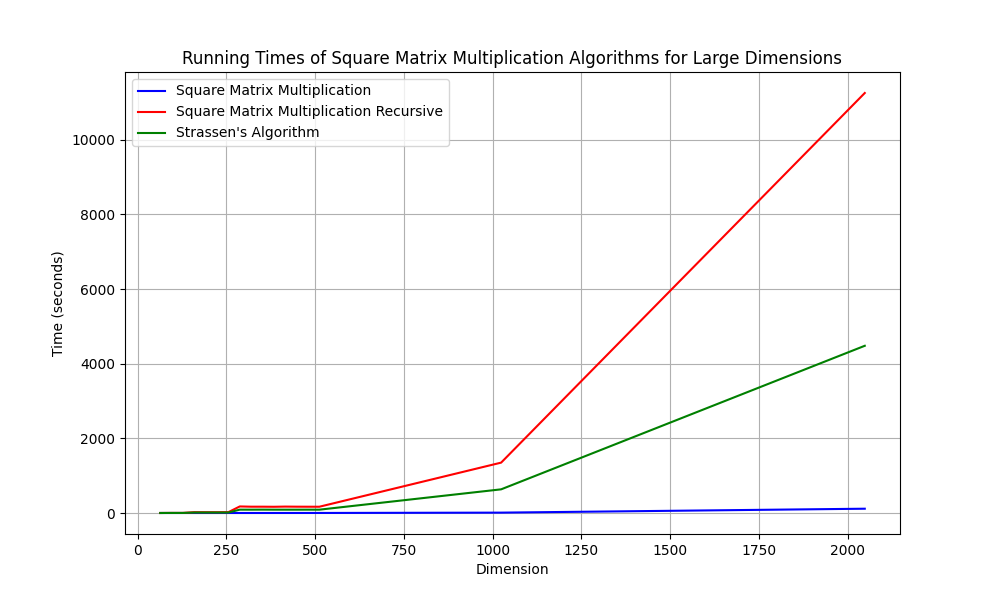 Running Times of Square Matrix Multiplication Algorithms for Large Dimensions
Square Matrix Multiplication
Square Matrix Multiplication Recursive
Strassen's Algorithm
10000
8000
6000
4000
2000
0
Time (seconds)
0 250 500 750 1000 1250 1500 1750 2000
Dimension